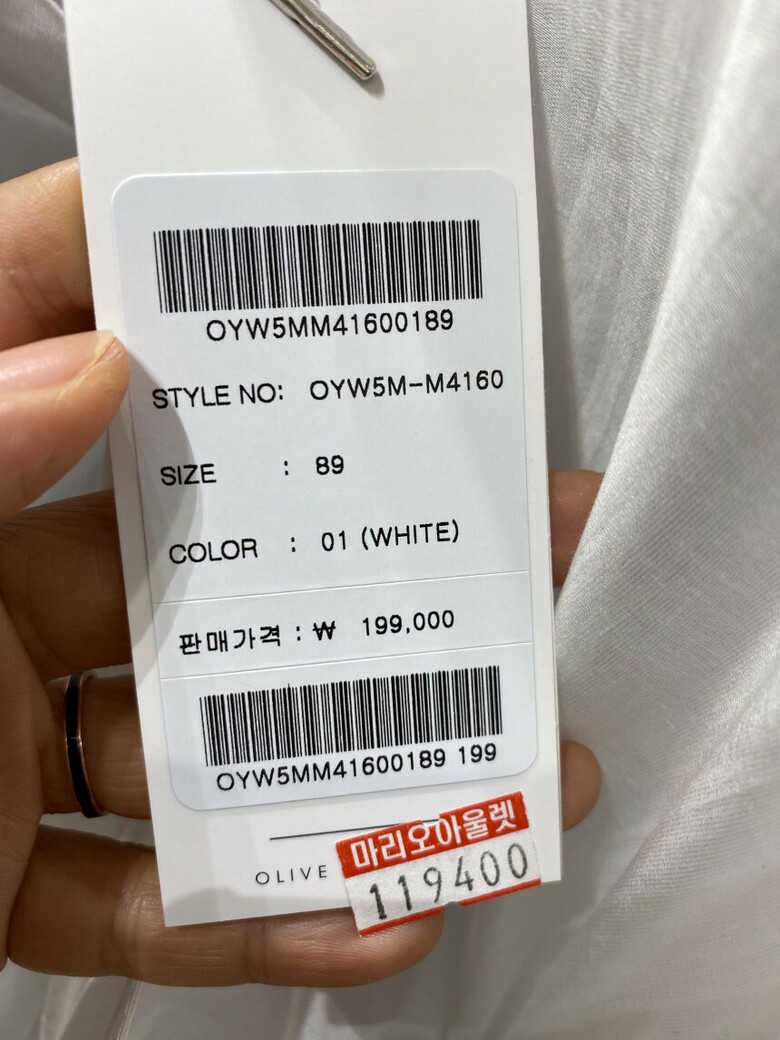 OYW5MM41600189
STYLE NO: OYW5M-M4160
SIZE : 89
COLOR : 01 (WHITE)
판매가격 : ₩ 199,000
OYW5MM41600189 199
마리오아울렛
OLIVE
119400